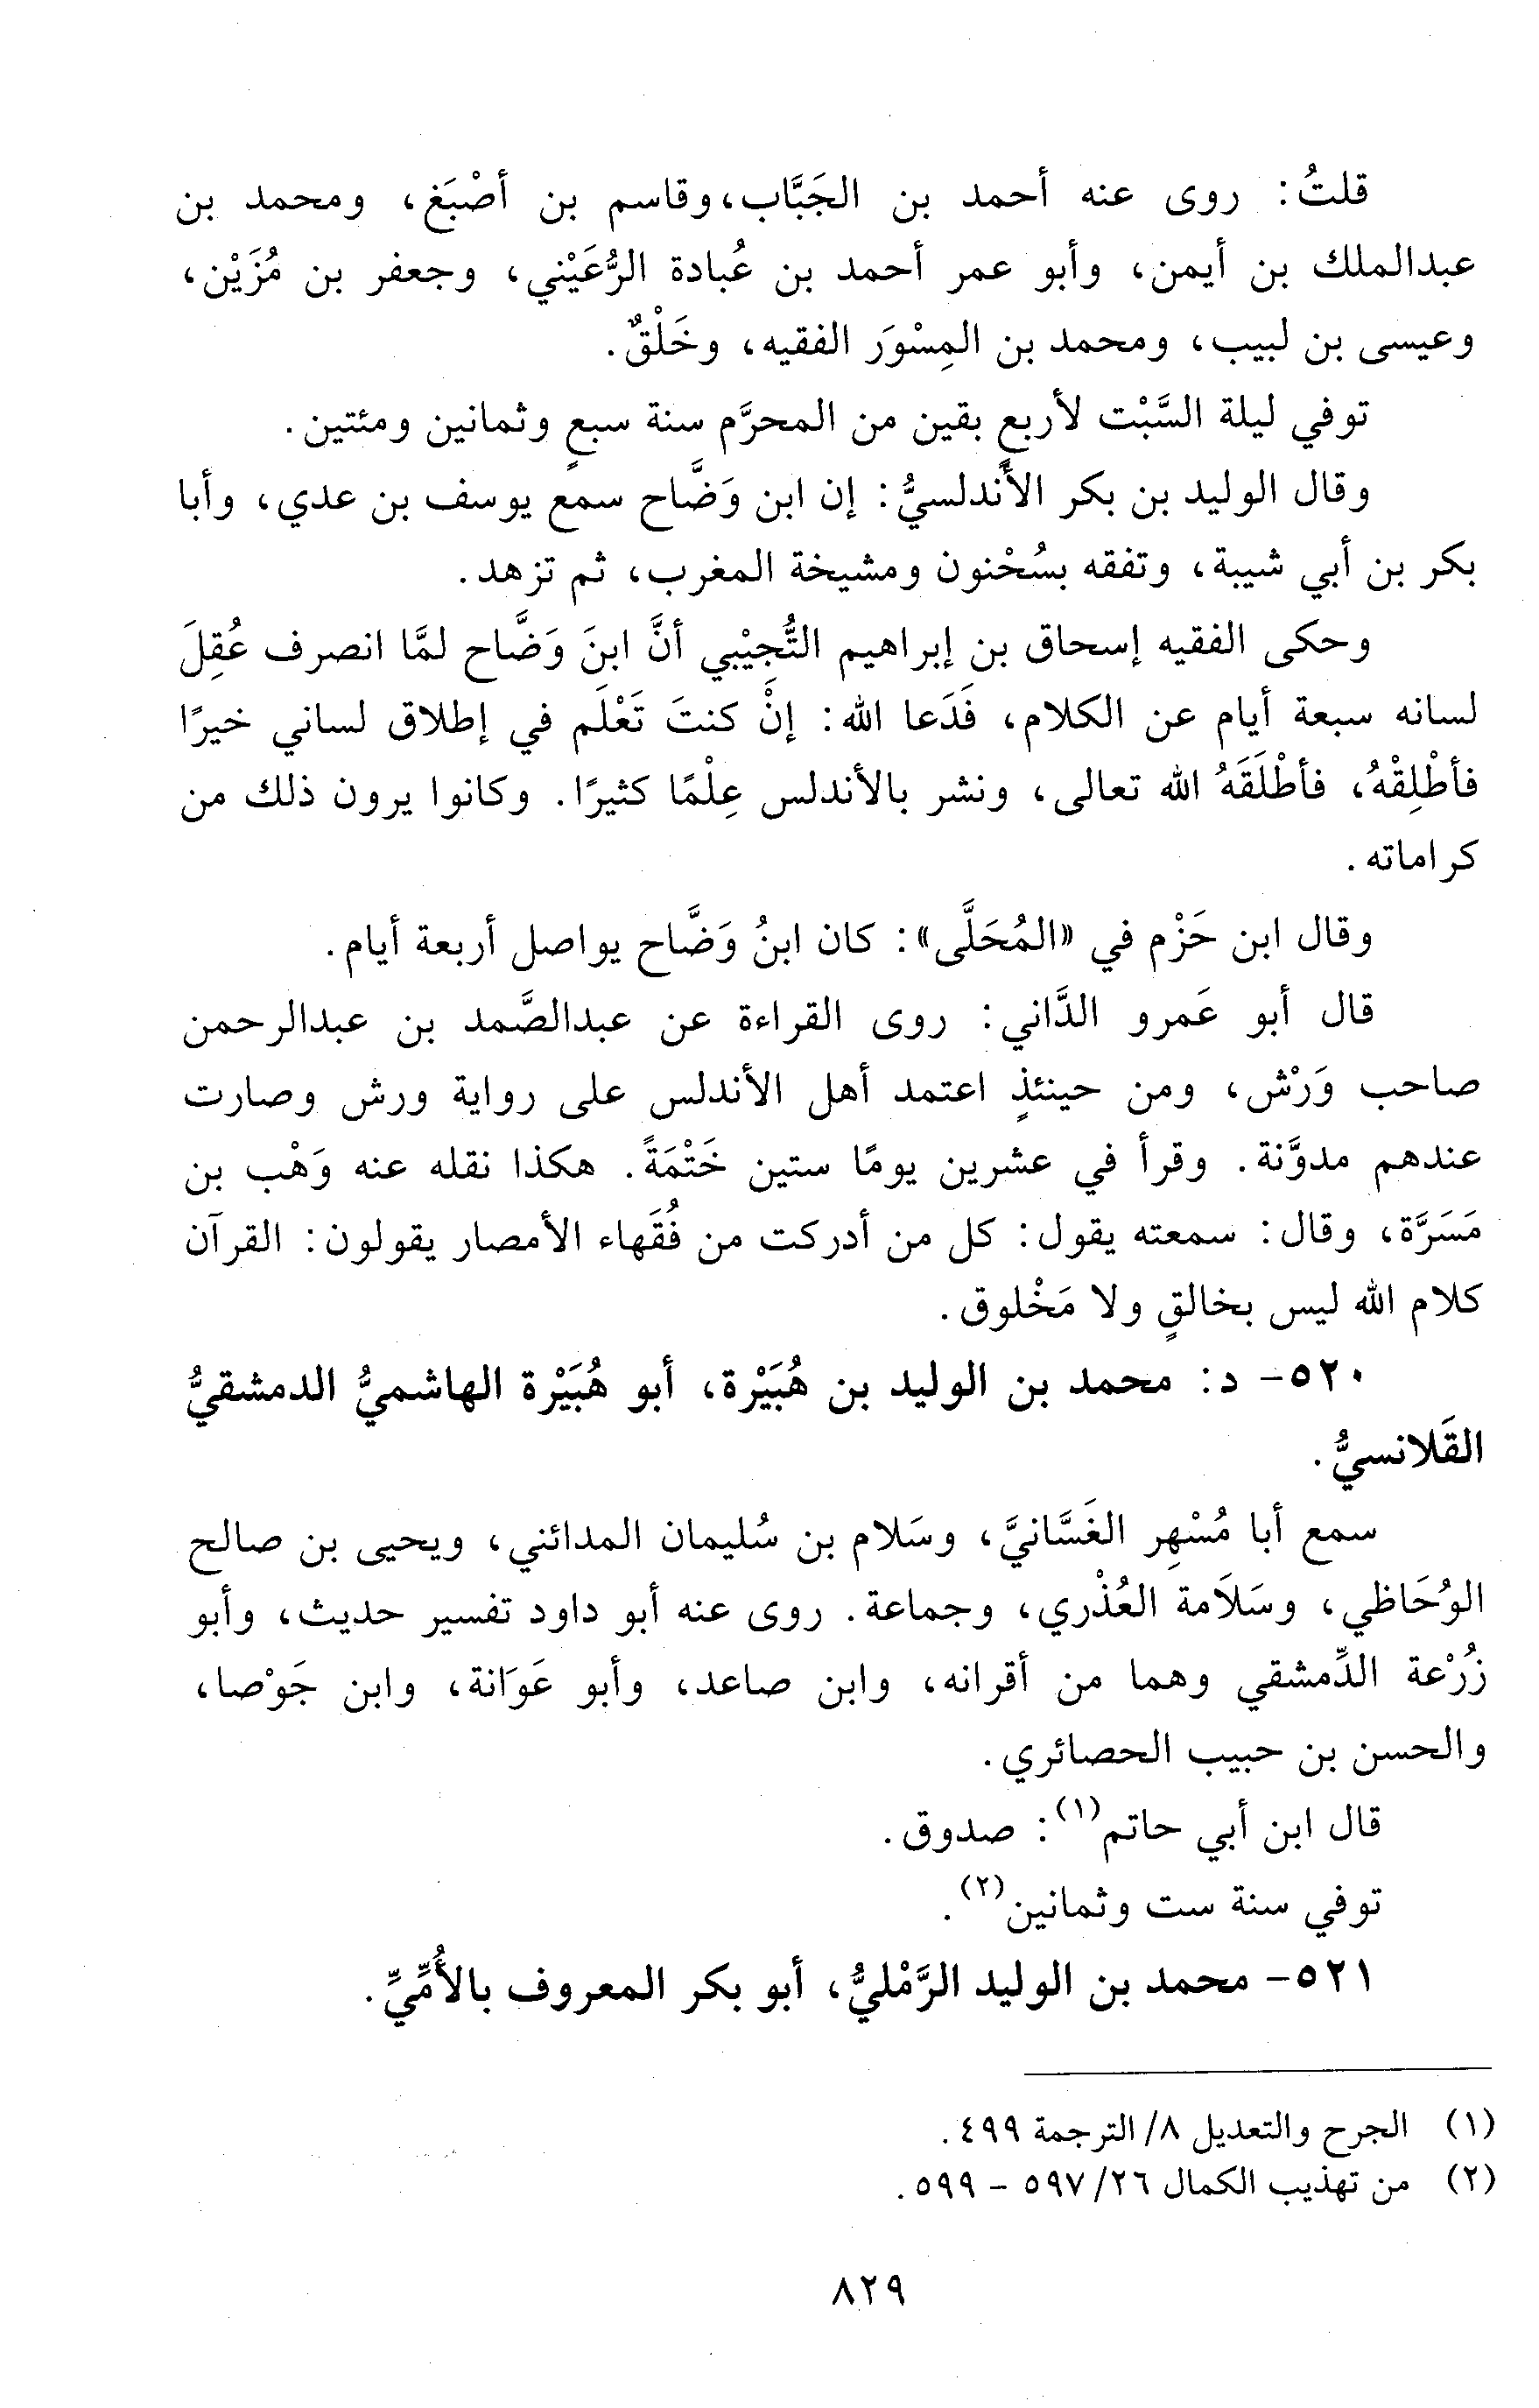 قلتُ: روى عنه أحمد بن الجَبَّاب، وقاسم بن أصْبَغ، ومحمد بن
عبدالملك بن أيمن، وأبو عمر أحمد بن عُبادة الرُّعَيْني، وجعفر بن مُزَيْن،
وعيسى بن لبيب، ومحمد بن المِسْوَر الفقيه، وخَلْقٌ.
توفي ليلة السَّبْت لأربعٍ بقين من المحرَّم سنة سبعٍ وثمانين ومئتين.
وقال الوليد بن بكر الأندلسيُّ: إن ابن وَضَّاح سمع يوسف بن عدي، وأبا
بكر بن أبي شيبة، وتفقه بسُحْنون ومشيخة المغرب، ثم تزهد.
وحكى الفقيه إسحاق بن إبراهيم التُّجِيْبي أنَّ ابنَ وَضَّاح لمَّا انصرف عُقِلَ
لسانه سبعة أيام عن الكلام، فَدَعا الله: إنْ كنتَ تَعْلَم في إطلاق لساني خيرًا
فأطْلِقْهُ، فأطْلَقَهُ الله تعالى، ونشر بالأندلس عِلْمًا كثيرًا. وكانوا يرون ذلك من
كراماته.
وقال ابن حَزْم في «المُحَلَّى»: كان ابنُ وَضَّاح يواصل أربعة أيام.
قال أبو عَمرو الدَّاني: روى القراءة عن عبدالصَّمد بن عبدالرحمن
صاحب وَرْش، ومن حينئذٍ اعتمد أهل الأندلس على رواية ورش وصارت
عندهم مدوَّنة. وقرأ في عشرين يومًا ستين خَتْمَةً. هكذا نقله عنه وَهْب بن
مَسَرَّة، وقال: سمعته يقول: كل من أدركت من فُقَهاء الأمصار يقولون: القرآن
كلام الله ليس بخالقٍ ولا مَخْلوق.
٥٢٠- د: محمد بن الوليد بن هُبَيْرة، أبو هُبَيْرة الهاشميُّ الدمشقيُّ
القَلانسيُّ.
سمع أبا مُسْهِر الغَسَّانيَّ، وسَلام بن سُليمان المدائني، ويحيى بن صالح
الوُحَاظي، وسَلَامة العُذْري، وجماعة. روى عنه أبو داود تفسير حديث، وأبو
زُرْعة الدِّمشقي وهما من أقرانه، وابن صاعد، وأبو عَوَانة، وابن جَوْصا،
والحسن بن حبيب الحصائري.
قال ابن أبي حاتم(١): صدوق.
توفي سنة ست وثمانين(٢).
٥٢١- محمد بن الوليد الرَّمْليُّ، أبو بكر المعروف بالأُمِّيِّ.
(١) الجرح والتعديل ٨/ الترجمة ٤٩٩.
(٢) من تهذيب الكمال ٢٦/ ٥٩٧ - ٥٩٩.
٨٢٩